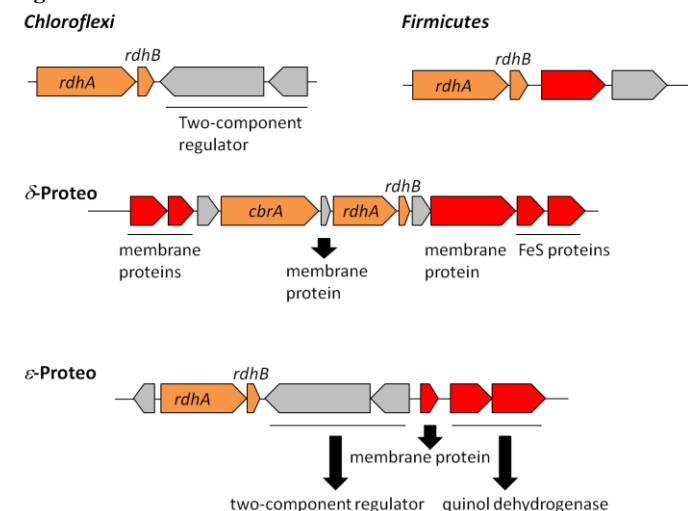 Chloroflexi
Firmicutes
rdhB
rdhA
Two-component
regulator
rdhB
rdhA
δ-Proteo
rdhB
cbrA
rdhA
membrane
proteins
membrane
protein
membrane
protein
FeS proteins
ε-Proteo
rdhB
rdhA
membrane protein
two-component regulator
quinol dehydrogenase